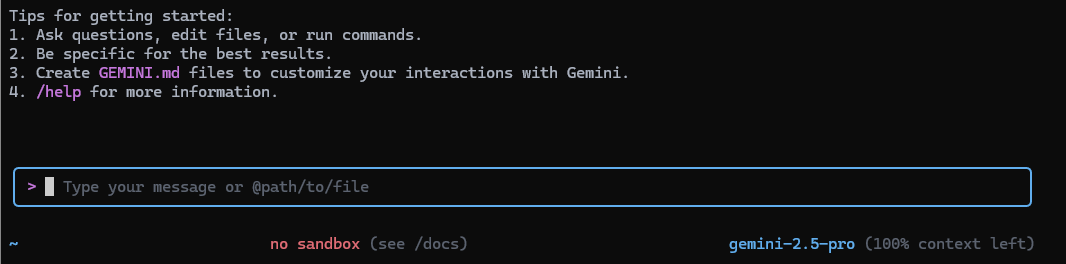 Tips for getting started:
1. Ask questions, edit files, or run commands.
2. Be specific for the best results.
3. Create GEMINI.md files to customize your interactions with Gemini.
4. /help for more information.
> Type your message or @path/to/file
~ no sandbox (see /docs) gemini-2.5-pro (100% context left)